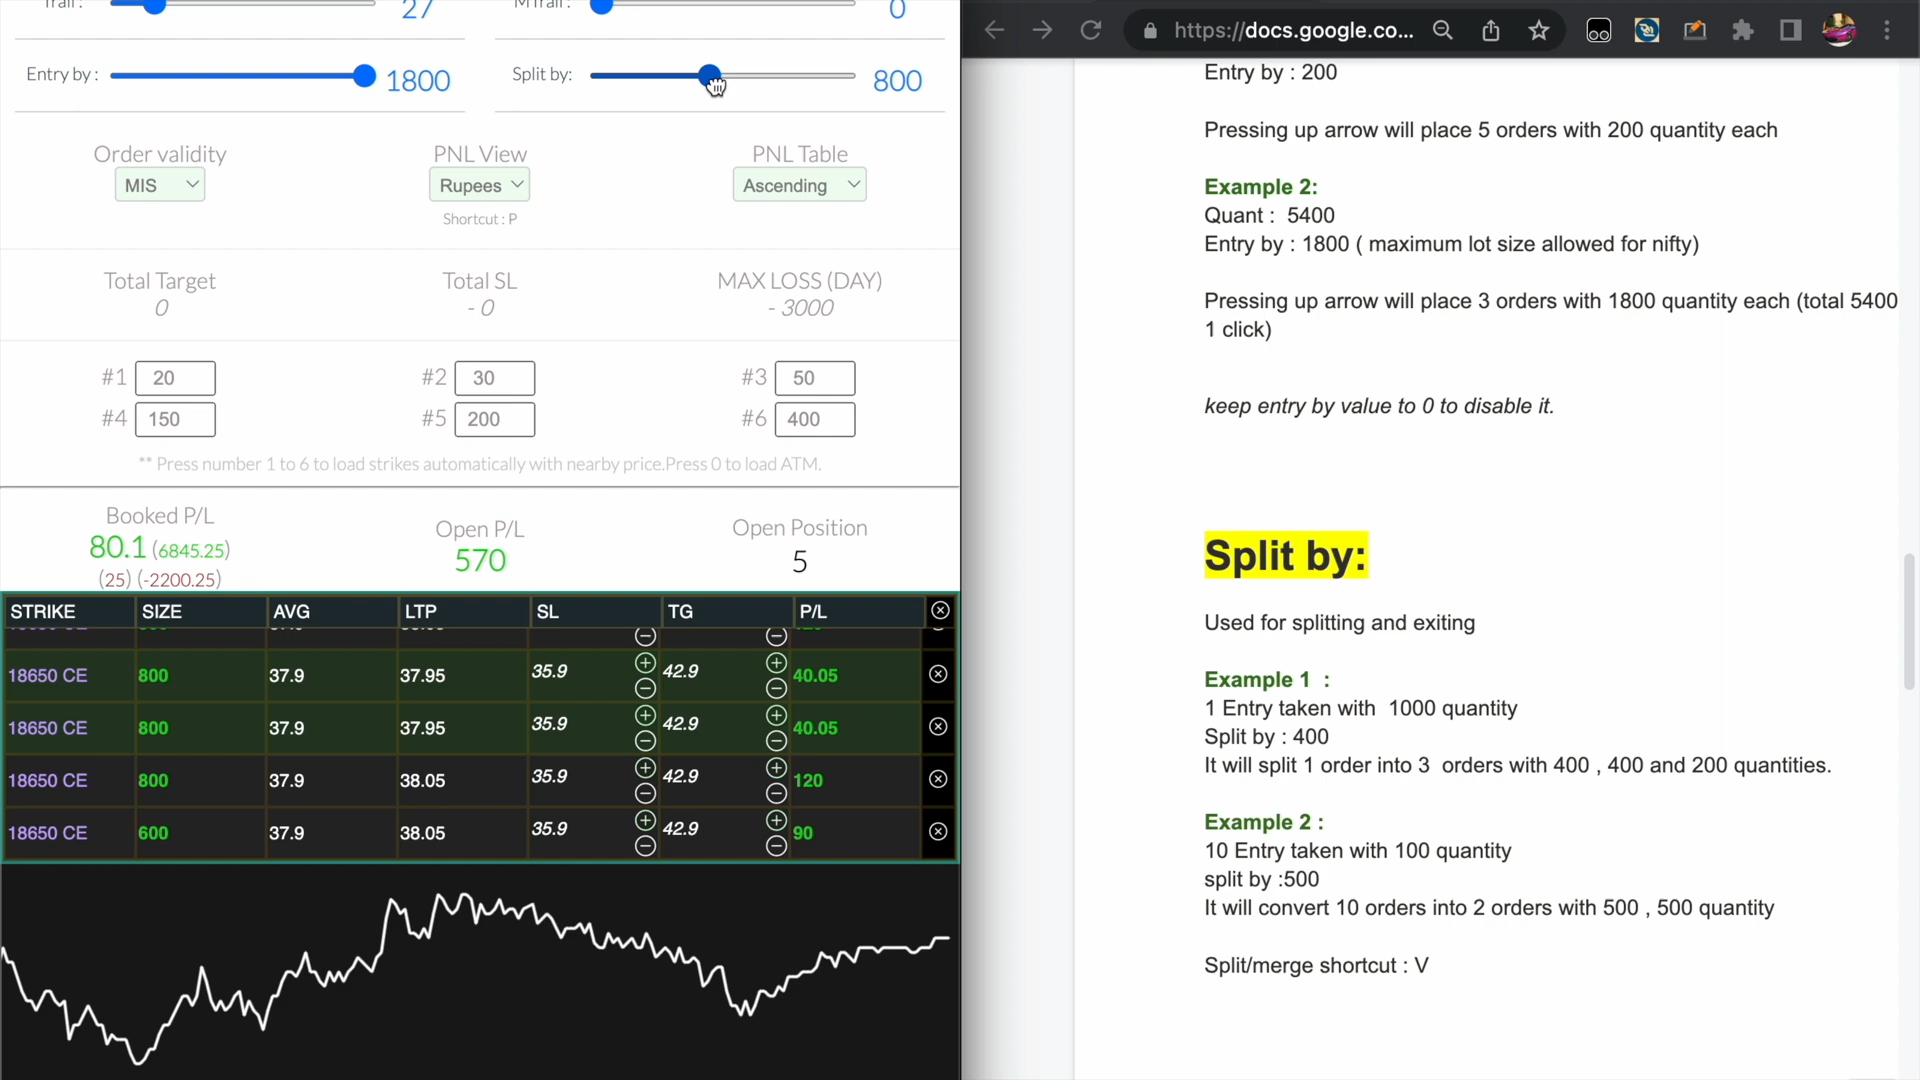 Trail :
27
MTrail :
0
Entry by :
1800
Split by:
800
Order validity
MIS
PNL View
Rupees
Shortcut : P
PNL Table
Ascending
Total Target
0
Total SL
- 0
MAX LOSS (DAY)
- 3000
#1 20
#2 30
#3 50
#4 150
#5 200
#6 400
** Press number 1 to 6 to load strikes automatically with nearby price.Press 0 to load ATM.
Booked P/L
80.1 (6845.25)
(25) (-2200.25)
Open P/L
570
Open Position
5
STRIKE SIZE AVG LTP SL TG P/L
18650 CE 800 37.9 37.95 35.9 42.9 40.05
18650 CE 800 37.9 37.95 35.9 42.9 40.05
18650 CE 800 37.9 38.05 35.9 42.9 120
18650 CE 600 37.9 38.05 35.9 42.9 90
https://docs.google.co...
Entry by : 200
Pressing up arrow will place 5 orders with 200 quantity each
Example 2:
Quant : 5400
Entry by : 1800 ( maximum lot size allowed for nifty)
Pressing up arrow will place 3 orders with 1800 quantity each (total 5400
1 click)
keep entry by value to 0 to disable it.
Split by:
Used for splitting and exiting
Example 1 :
1 Entry taken with 1000 quantity
Split by : 400
It will split 1 order into 3 orders with 400 , 400 and 200 quantities.
Example 2 :
10 Entry taken with 100 quantity
split by :500
It will convert 10 orders into 2 orders with 500 , 500 quantity
Split/merge shortcut : V